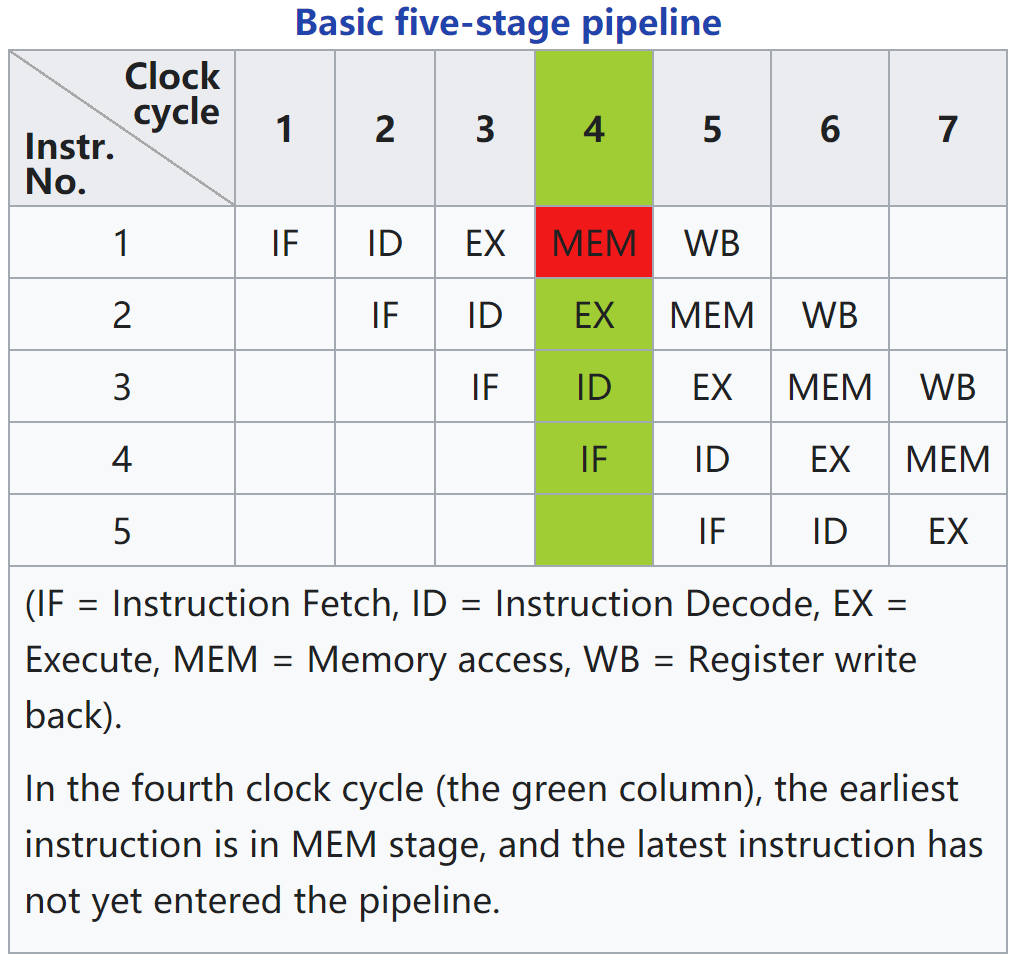 Basic five-stage pipeline
Clock
cycle
Instr.
No.
1 2 3 4 5 6 7
1 IF ID EX MEM WB
2 IF ID EX MEM WB
3 IF ID EX MEM WB
4 IF ID EX MEM
5 IF ID EX
(IF = Instruction Fetch, ID = Instruction Decode, EX =
Execute, MEM = Memory access, WB = Register write
back).
In the fourth clock cycle (the green column), the earliest
instruction is in MEM stage, and the latest instruction has
not yet entered the pipeline.